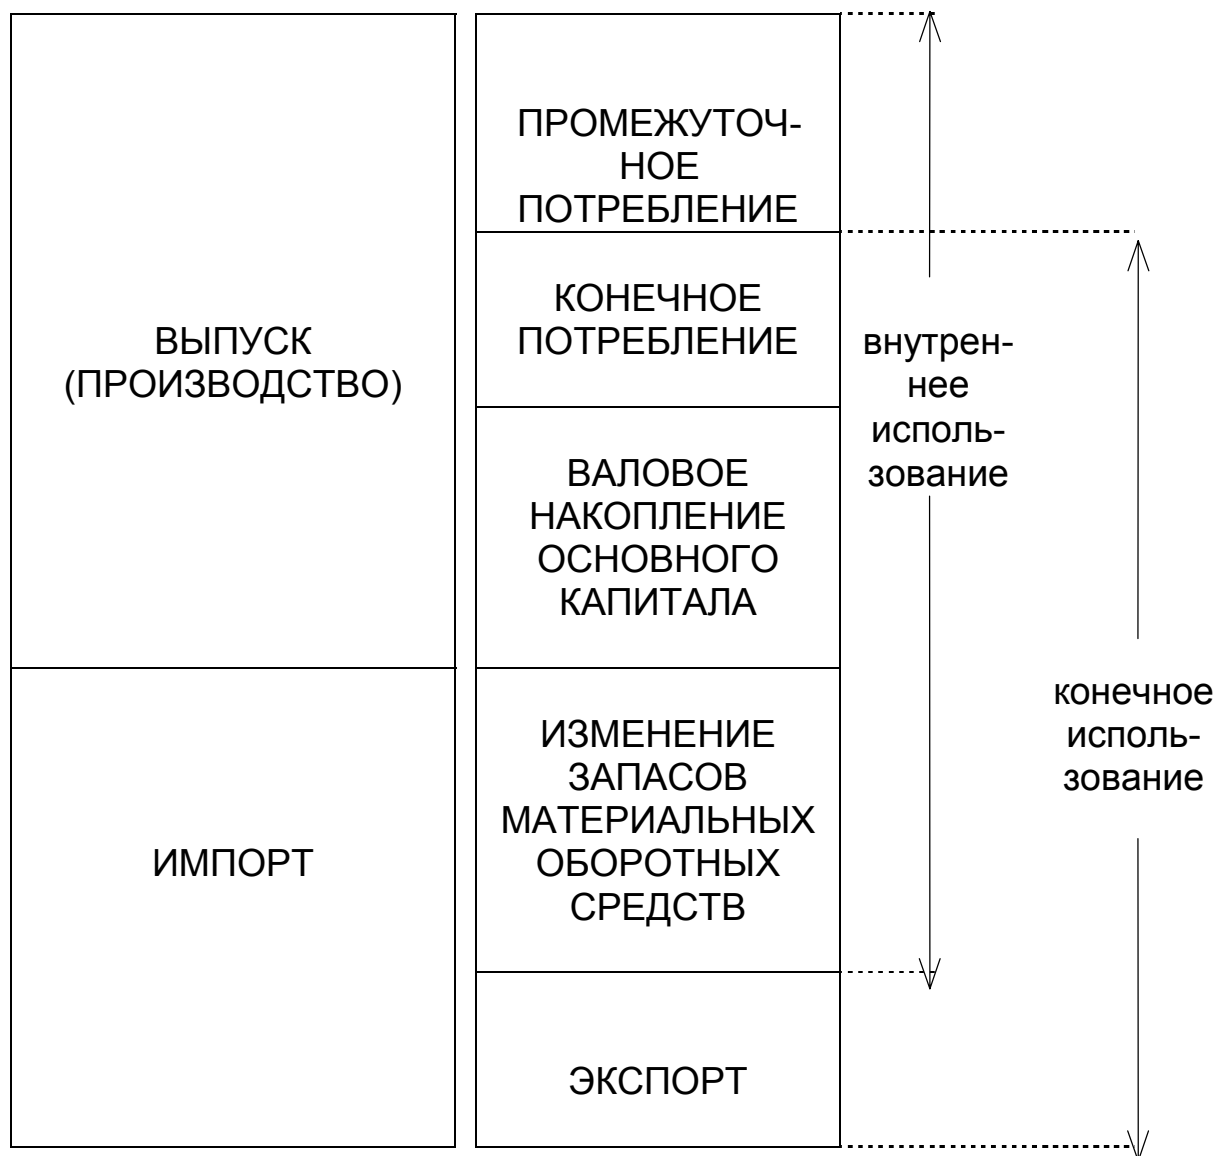 ВЫПУСК
(ПРОИЗВОДСТВО)
ИМПОРТ
ПРОМЕЖУТОЧ-
НОЕ
ПОТРЕБЛЕНИЕ
КОНЕЧНОЕ
ПОТРЕБЛЕНИЕ
ВАЛОВОЕ
НАКОПЛЕНИЕ
ОСНОВНОГО
КАПИТАЛА
ИЗМЕНЕНИЕ
ЗАПАСОВ
МАТЕРИАЛЬНЫХ
ОБОРОТНЫХ
СРЕДСТВ
ЭКСПОРТ
внутрен-
нее
исполь-
зование
конечное
исполь-
зование